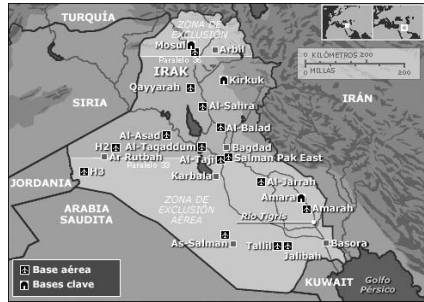 TURQUÍA
ZONA DE
EXCLUSIÓN
Mosul
Arbil
Paralelo 36
0 KILÓMETROS 200
0 MILLAS 200
IRAK
Kirkuk
Qayyarah
SIRIA
IRÁN
Al-Sahra
Al-Asad
Al-Balad
H2
Al-Taqaddum
Bagdad
Ar Rutbah
Al-Taji
Salman Pak East
Paralelo 33
JORDANIA
H3
Karbala
Al-Jarrah
ZONA DE
EXCLUSIÓN
AÉREA
Amara
Amarah
ARABIA
SAUDITA
Río Tigris
As-Salman
Tallil
Jalibah
Basora
Base aérea
Bases clave
KUWAIT
Golfo
Pérsico